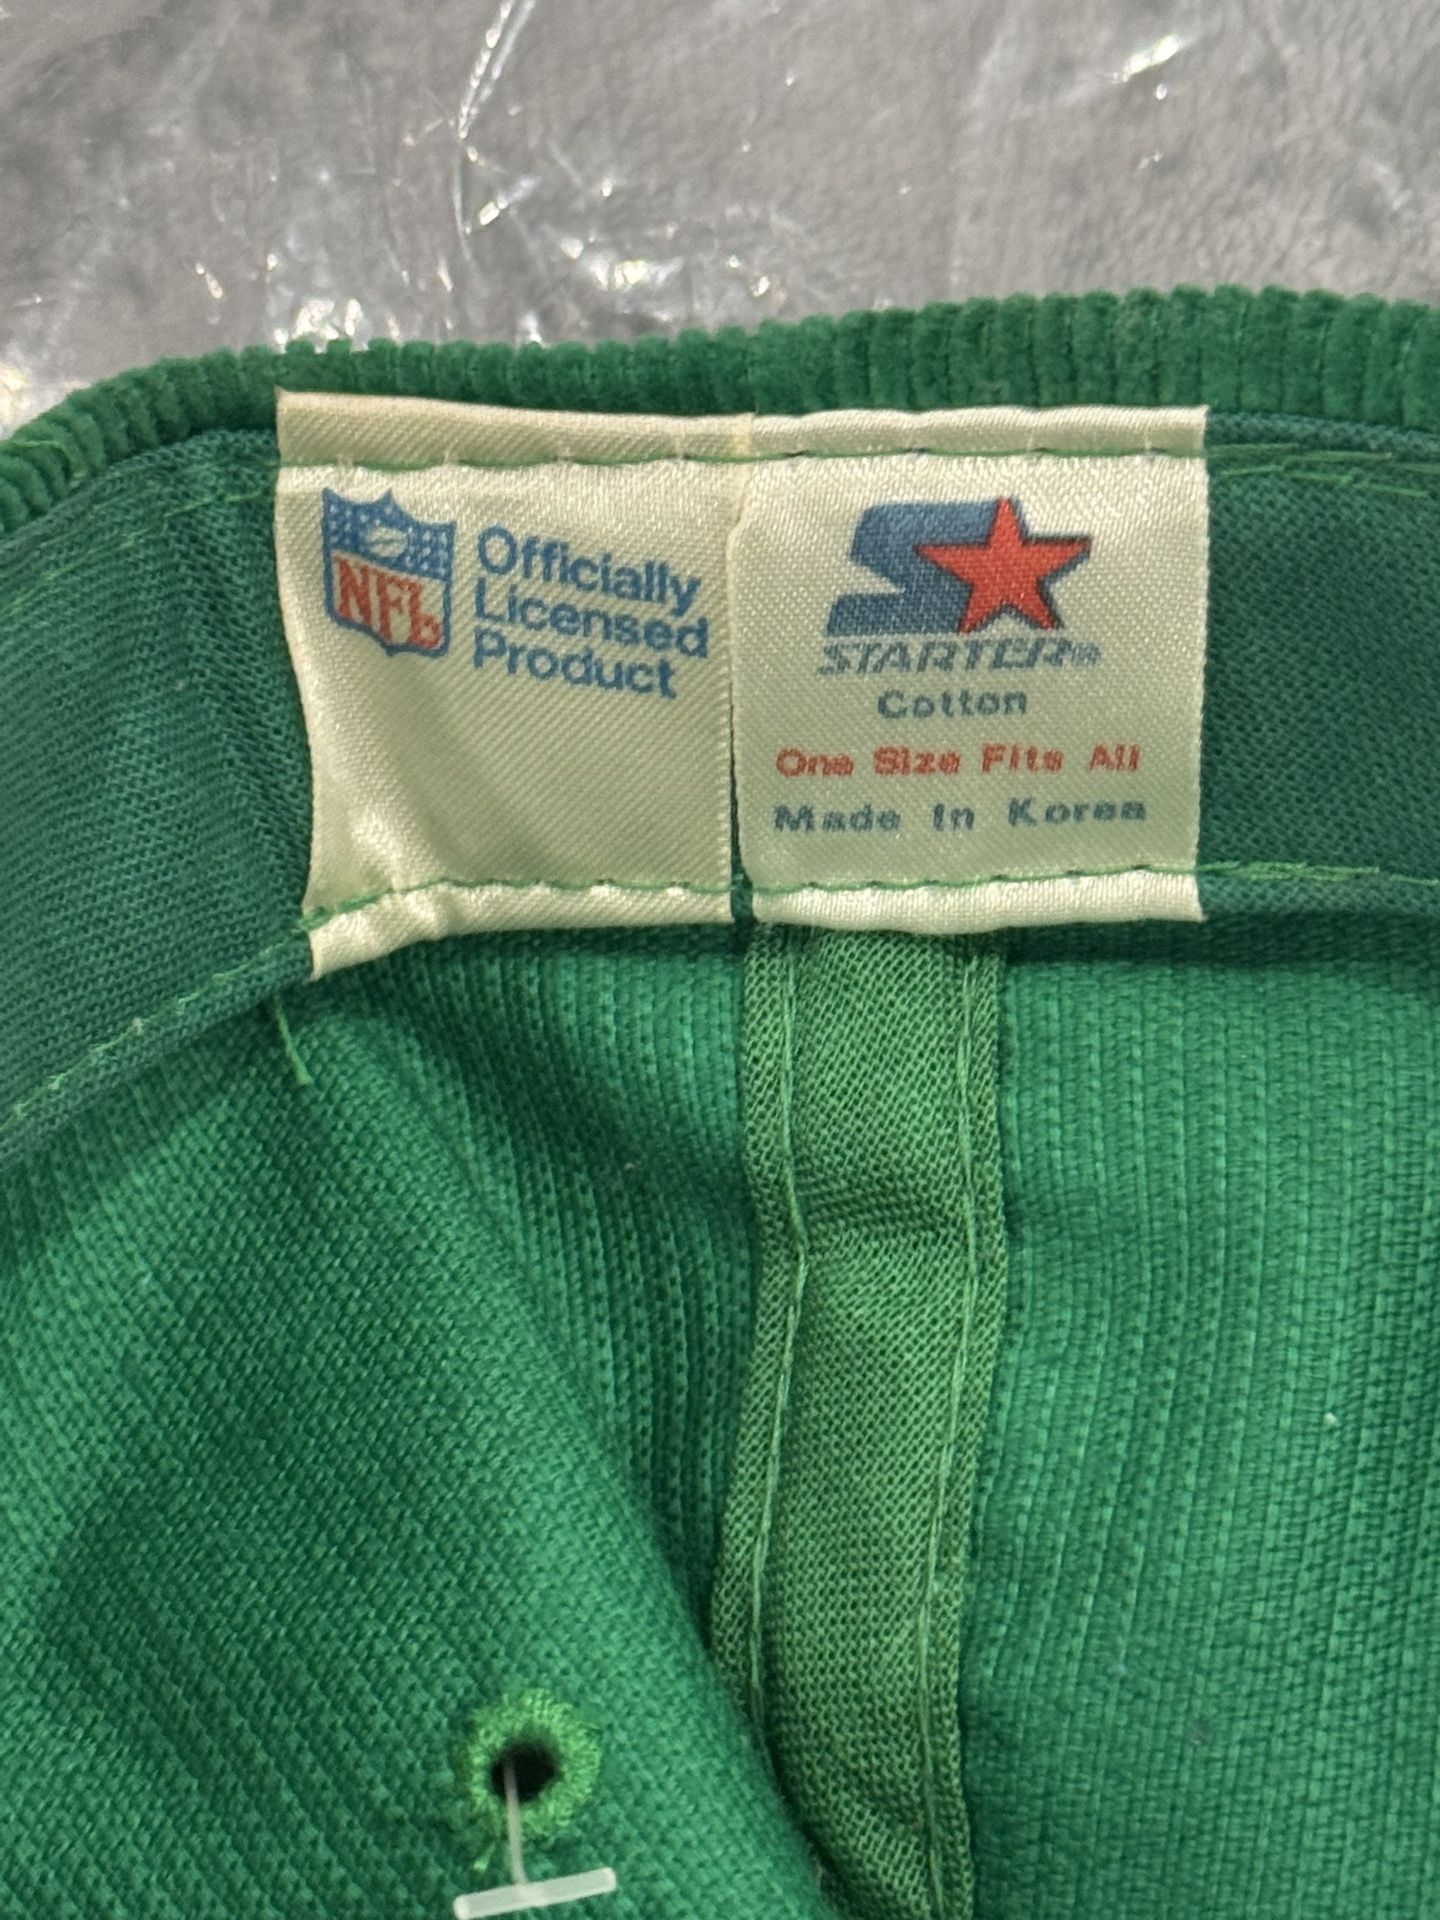 NFL
Officially
Licensed
Product
S
STARTER®
Cotton
One Size Fits All
Made In Korea